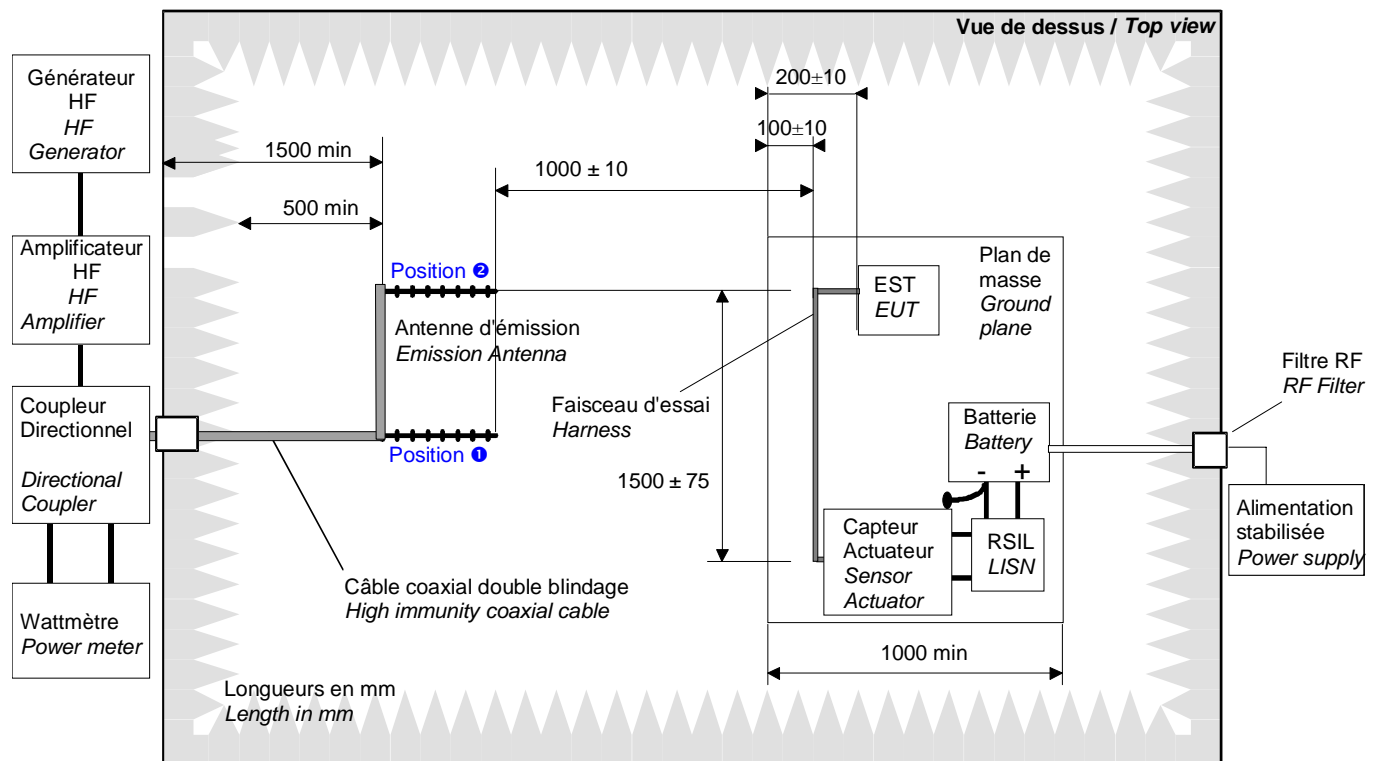 Vue de dessus / Top view
Générateur
HF
HF
Generator
Amplificateur
HF
HF
Amplifier
Coupleur
Directionnel
Directional
Coupler
Wattmètre
Power meter
1500 min
500 min
1000 ± 10
200±10
100±10
Position ❷
Antenne d'émission
Emission Antenna
Position ❶
Faisceau d'essai
Harness
1500 ± 75
Câble coaxial double blindage
High immunity coaxial cable
Longueurs en mm
Length in mm
EST
EUT
Plan de
masse
Ground
plane
Batterie
Battery
- +
Capteur
Actuateur
Sensor
Actuator
RSIL
LISN
1000 min
Filtre RF
RF Filter
Alimentation
stabilisée
Power supply